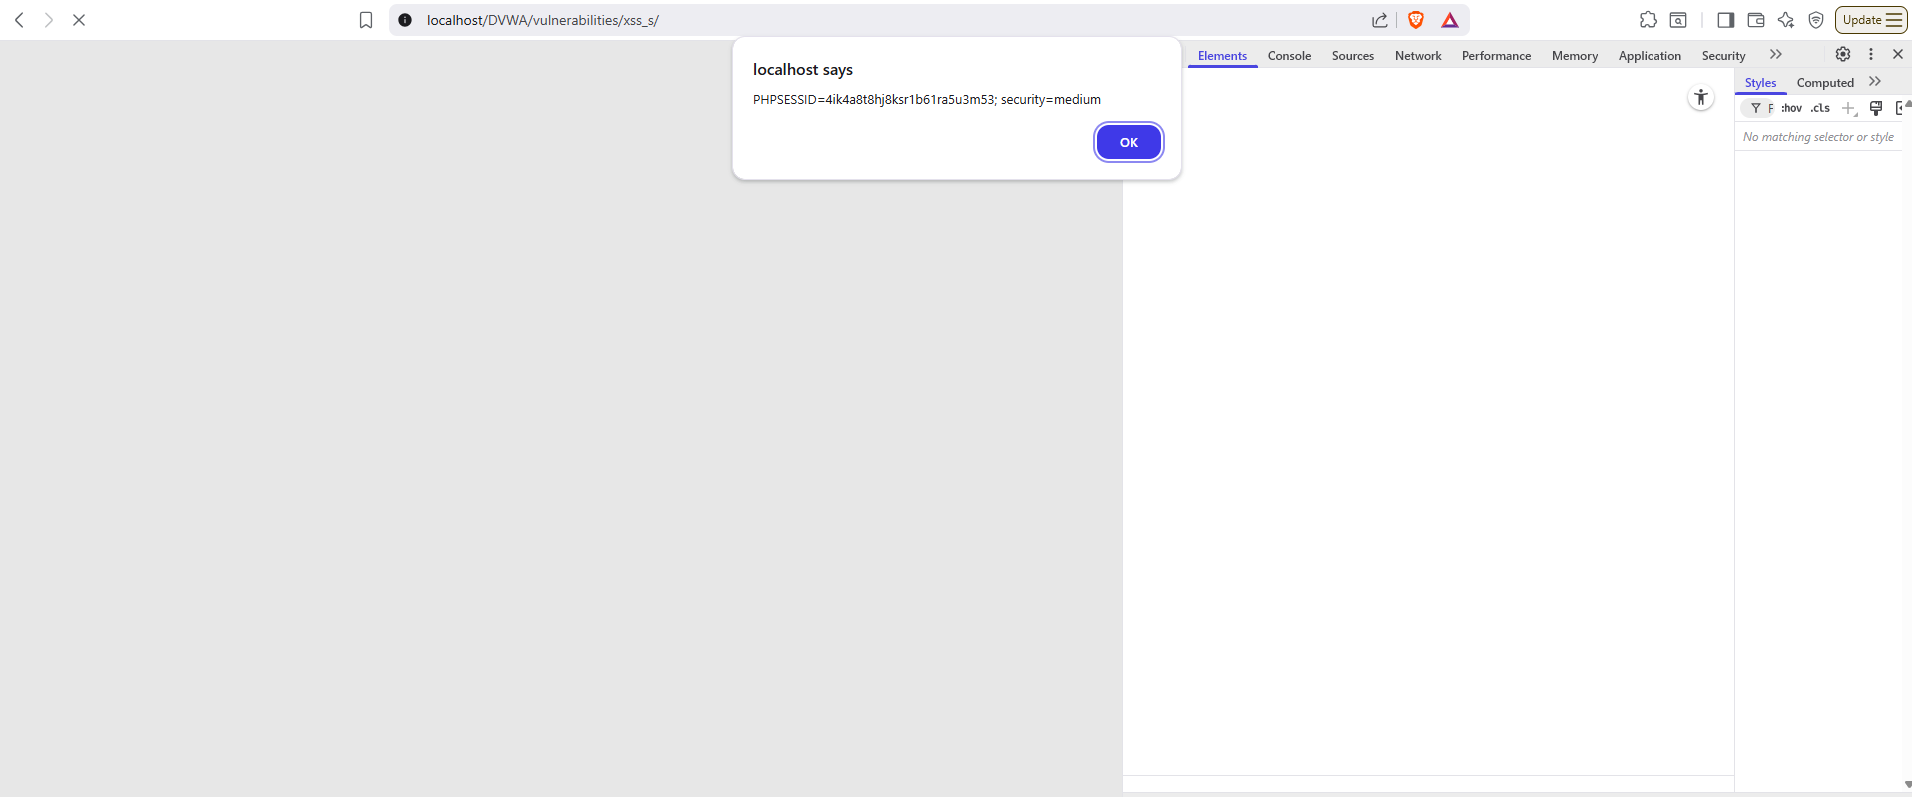 localhost/DVWA/vulnerabilities/xss_s/
Update
localhost says
PHPSESSID=4ik4a8t8hj8ksr1b61ra5u3m53; security=medium
OK
Elements Console Sources Network Performance Memory Application Security
Styles Computed
F :hov .cls
No matching selector or style